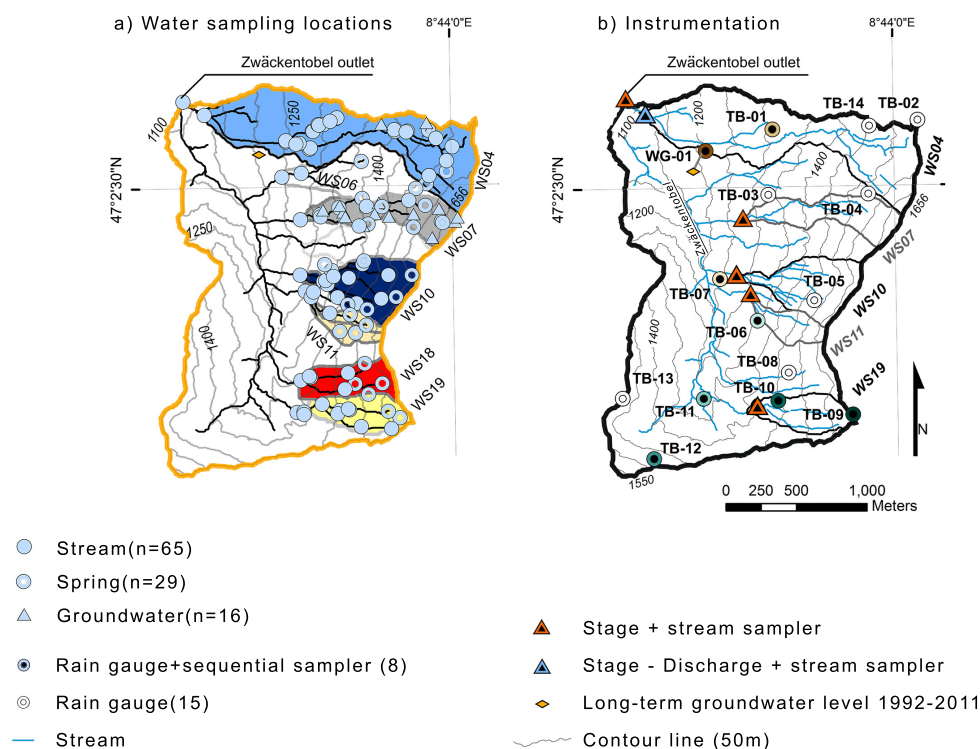 a) Water sampling locations
8°44'0"E
Zwäckentobel outlet
1100
1250
1400
WS04
47°2'30"N
WS06
656
WS07
1250
WS10
WS11
1400
WS18
WS19
b) Instrumentation
8°44'0"E
Zwäckentobel outlet
1100
1200
TB-01
TB-14
TB-02
WG-01
1400
WS04
47°2'30"N
TB-03
TB-04
1656
1200
Zwäckentobel
WS07
TB-07
TB-05
WS10
TB-06
WS11
1400
TB-08
WS19
TB-13
TB-10
TB-11
TB-09
N
TB-12
1550
0 250 500 1,000
Meters
Stream(n=65)
Spring(n=29)
Groundwater(n=16)
Rain gauge+sequential sampler (8)
Rain gauge(15)
Stream
Stage + stream sampler
Stage - Discharge + stream sampler
Long-term groundwater level 1992-2011
Contour line (50m)